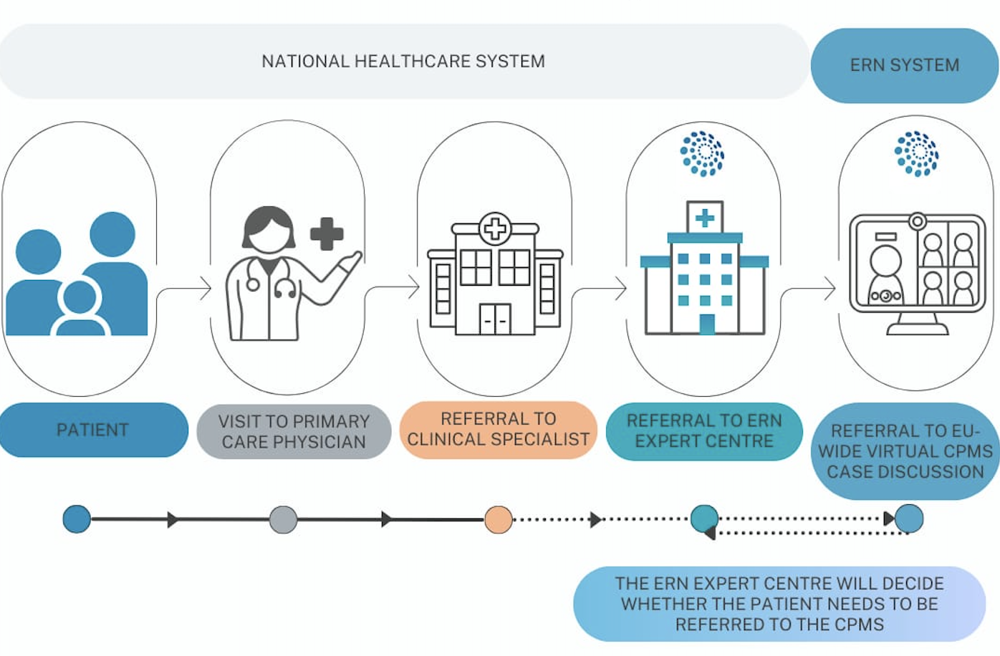 NATIONAL HEALTHCARE SYSTEM
ERN SYSTEM
PATIENT
VISIT TO PRIMARY
CARE PHYSICIAN
REFERRAL TO
CLINICAL SPECIALIST
REFERRAL TO ERN
EXPERT CENTRE
REFERRAL TO EU-
WIDE VIRTUAL CPMS
CASE DISCUSSION
THE ERN EXPERT CENTRE WILL DECIDE
WHETHER THE PATIENT NEEDS TO BE
REFERRED TO THE CPMS